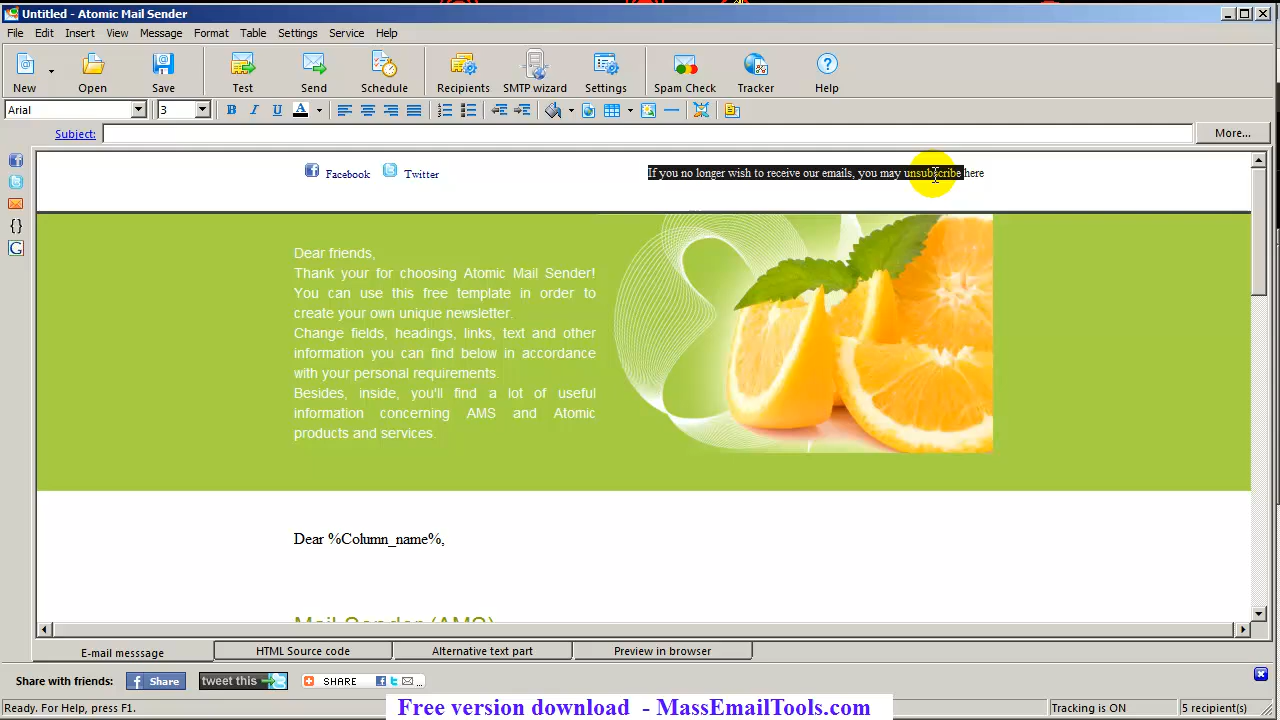 Untitled - Atomic Mail Sender
File Edit Insert View Message Format Table Settings Service Help
New Open Save Test Send Schedule Recipients SMTP wizard Settings Spam Check Tracker Help
Arial 3 B I U A
Subject: More...
Facebook Twitter If you no longer wish to receive our emails, you may unsubscribe here
Dear friends,
Thank your for choosing Atomic Mail Sender!
You can use this free template in order to
create your own unique newsletter.
Change fields, headings, links, text and other
information you can find below in accordance
with your personal requirements.
Besides, inside, you'll find a lot of useful
information concerning AMS and Atomic
products and services.
Dear %Column_name%,
Mail Sender (AMS)
E-mail messsage HTML Source code Alternative text part Preview in browser
Share with friends: Share tweet this SHARE
Ready. For Help, press F1. Tracking is ON 5 recipient(s)
Free version download - MassEmailTools.com